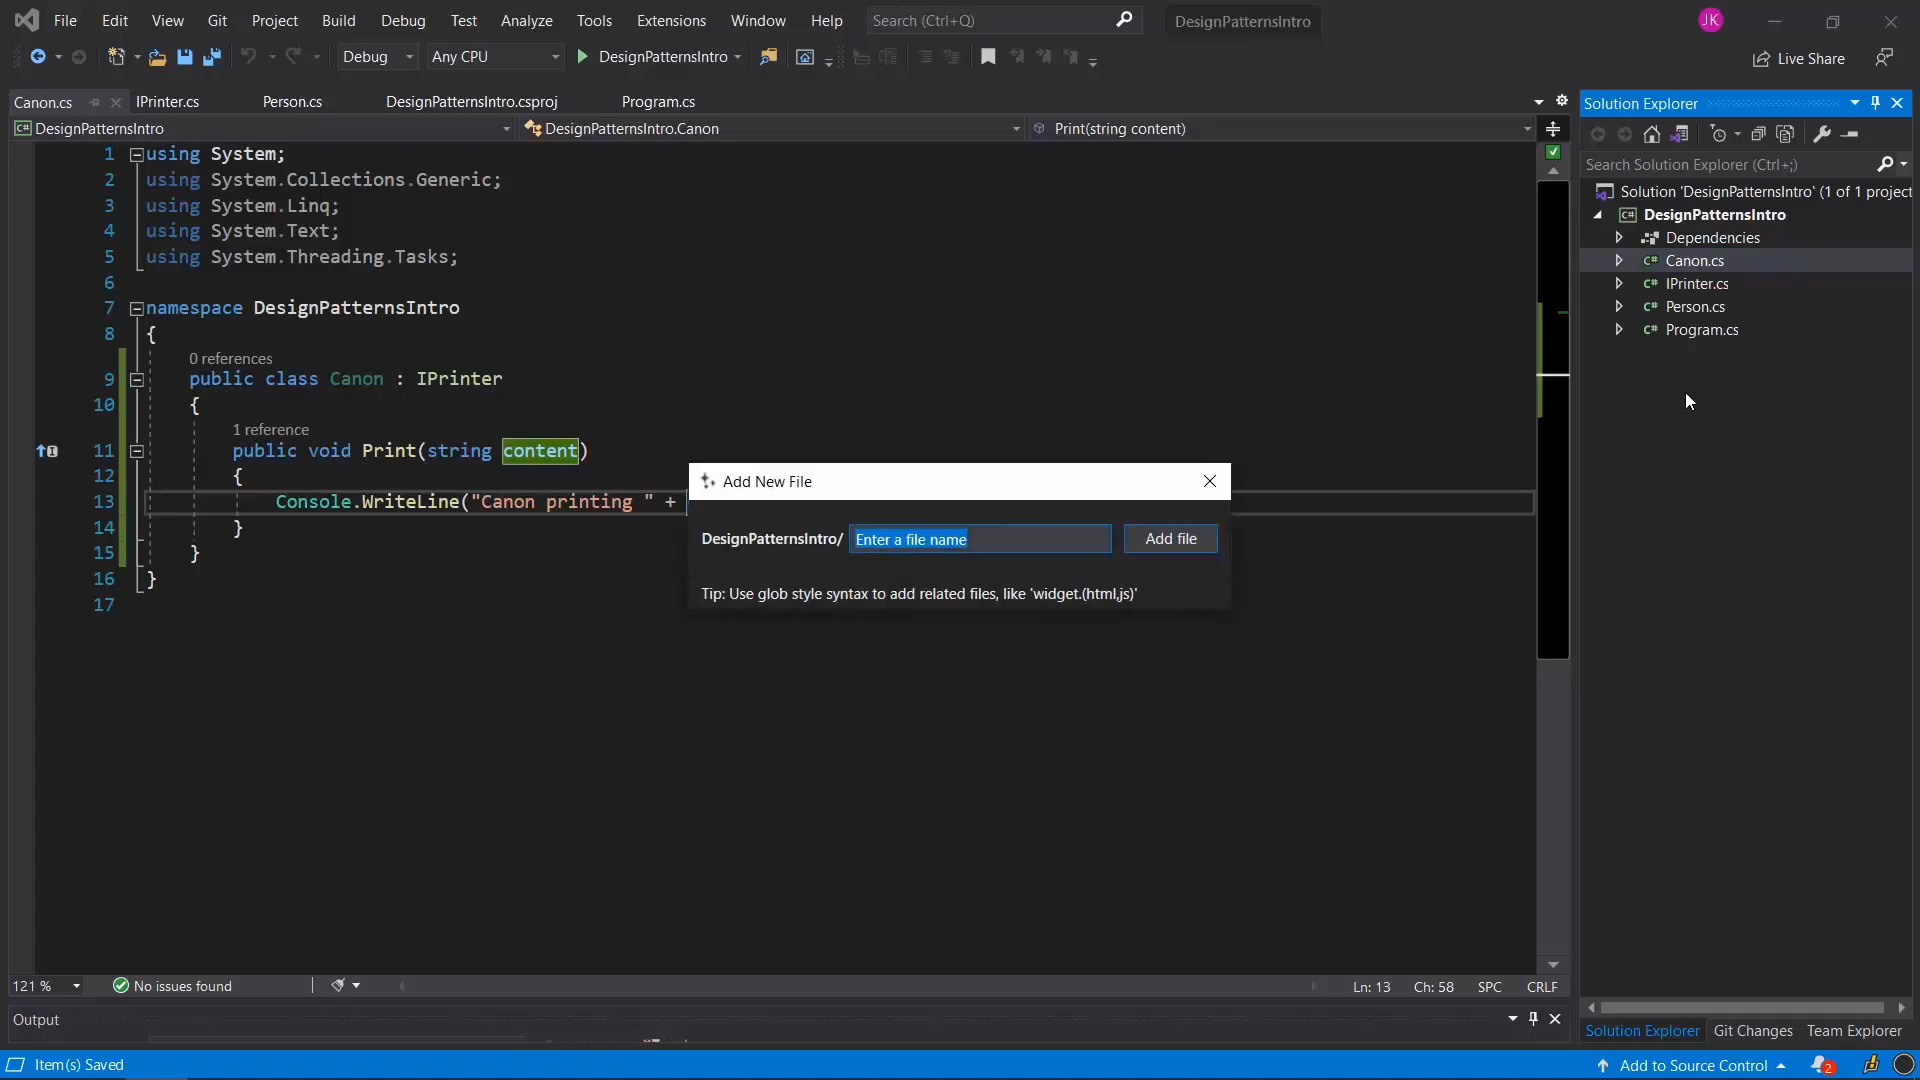 File Edit View Git Project Build Debug Test Analyze Tools Extensions Window Help Search (Ctrl+Q) DesignPatternsIntro JK
Debug Any CPU DesignPatternsIntro Live Share
Canon.cs IPrinter.cs Person.cs DesignPatternsIntro.csproj Program.cs
DesignPatternsIntro DesignPatternsIntro.Canon Print(string content)
1 using System;
2 using System.Collections.Generic;
3 using System.Linq;
4 using System.Text;
5 using System.Threading.Tasks;
6
7 namespace DesignPatternsIntro
8 {
0 references
9 public class Canon : IPrinter
10 {
1 reference
11 public void Print(string content)
12 {
13 Console.WriteLine("Canon printing " +
14 }
15 }
16 }
17
Add New File
DesignPatternsIntro/ Enter a file name Add file
Tip: Use glob style syntax to add related files, like 'widget.(html,js)'
Solution Explorer
Search Solution Explorer (Ctrl+;)
Solution 'DesignPatternsIntro' (1 of 1 project
C# DesignPatternsIntro
Dependencies
C# Canon.cs
C# IPrinter.cs
C# Person.cs
C# Program.cs
121 % No issues found Ln: 13 Ch: 58 SPC CRLF
Output
Solution Explorer Git Changes Team Explorer
Item(s) Saved Add to Source Control 2